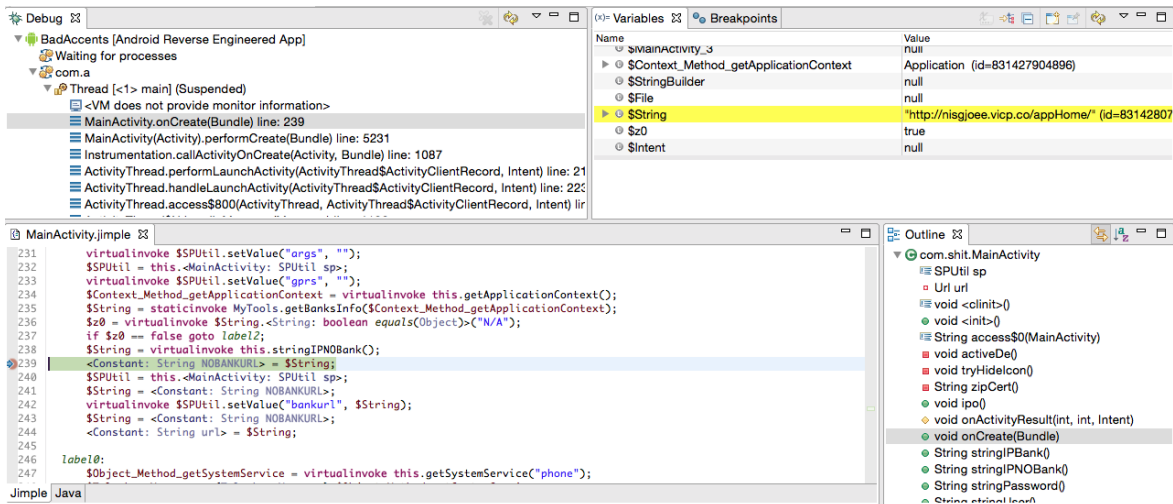 Debug
BadAccents [Android Reverse Engineered App]
Waiting for processes
com.a
Thread [<1> main] (Suspended)
<VM does not provide monitor information>
MainActivity.onCreate(Bundle) line: 239
MainActivity(Activity).performCreate(Bundle) line: 5231
Instrumentation.callActivityOnCreate(Activity, Bundle) line: 1087
ActivityThread.performLaunchActivity(ActivityThread$ActivityClientRecord, Intent) line: 21
ActivityThread.handleLaunchActivity(ActivityThread$ActivityClientRecord, Intent) line: 223
ActivityThread.access$800(ActivityThread, ActivityThread$ActivityClientRecord, Intent) lir
(x)= Variables Breakpoints
Name Value
$MainActivity_3 null
$Context_Method_getApplicationContext Application (id=831427904896)
$StringBuilder null
$File null
$String "http://nisgjoee.vicp.co/appHome/" (id=83142807
$z0 true
$Intent null
MainActivity.jimple
231 virtualinvoke $SPUtil.setValue("args", "");
232 $SPUtil = this.<MainActivity: SPUtil sp>;
233 virtualinvoke $SPUtil.setValue("gprs", "");
234 $Context_Method_getApplicationContext = virtualinvoke this.getApplicationContext();
235 $String = staticinvoke MyTools.getBanksInfo($Context_Method_getApplicationContext);
236 $z0 = virtualinvoke $String.<String: boolean equals(Object)>("N/A");
237 if $z0 == false goto label2;
238 $String = virtualinvoke this.stringIPNOBank();
239 <Constant: String NOBANKURL> = $String;
240 $SPUtil = this.<MainActivity: SPUtil sp>;
241 $String = <Constant: String NOBANKURL>;
242 virtualinvoke $SPUtil.setValue("bankurl", $String);
243 $String = <Constant: String NOBANKURL>;
244 <Constant: String url> = $String;
245
246 label0:
247 $Object_Method_getSystemService = virtualinvoke this.getSystemService("phone");
Jimple Java
Outline
com.shit.MainActivity
SPUtil sp
Url url
void <clinit>()
void <init>()
String access$0(MainActivity)
void activeDe()
void tryHideIcon()
String zipCert()
void ipo()
void onActivityResult(int, int, Intent)
void onCreate(Bundle)
String stringIPBank()
String stringIPNOBank()
String stringPassword()
String stringUser()